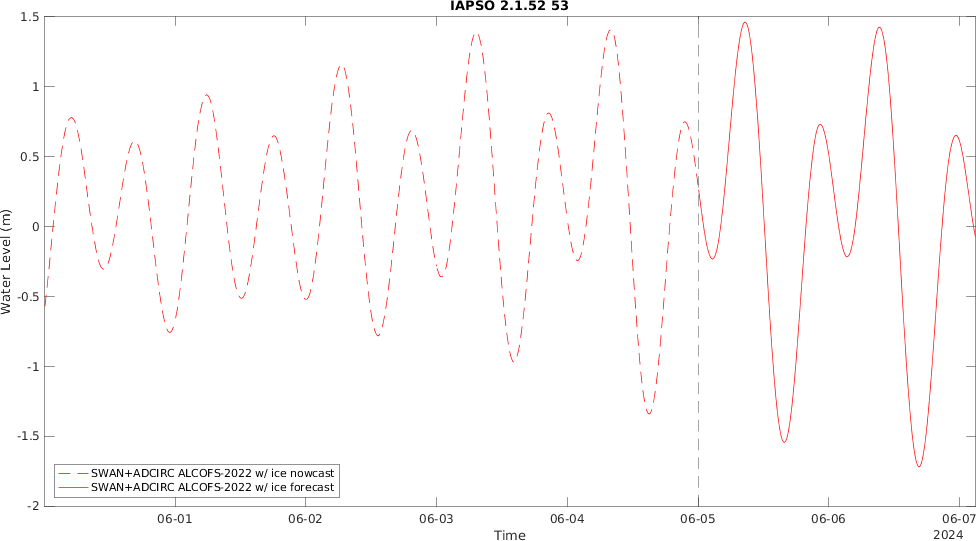 IAPSO 2.1.52 53
1.5
1
0.5
0
-0.5
-1
-1.5
-2
Water Level (m)
SWAN+ADCIRC ALCOFS-2022 w/ ice nowcast
SWAN+ADCIRC ALCOFS-2022 w/ ice forecast
06-01 06-02 06-03 06-04 06-05 06-06 06-07
Time
2024